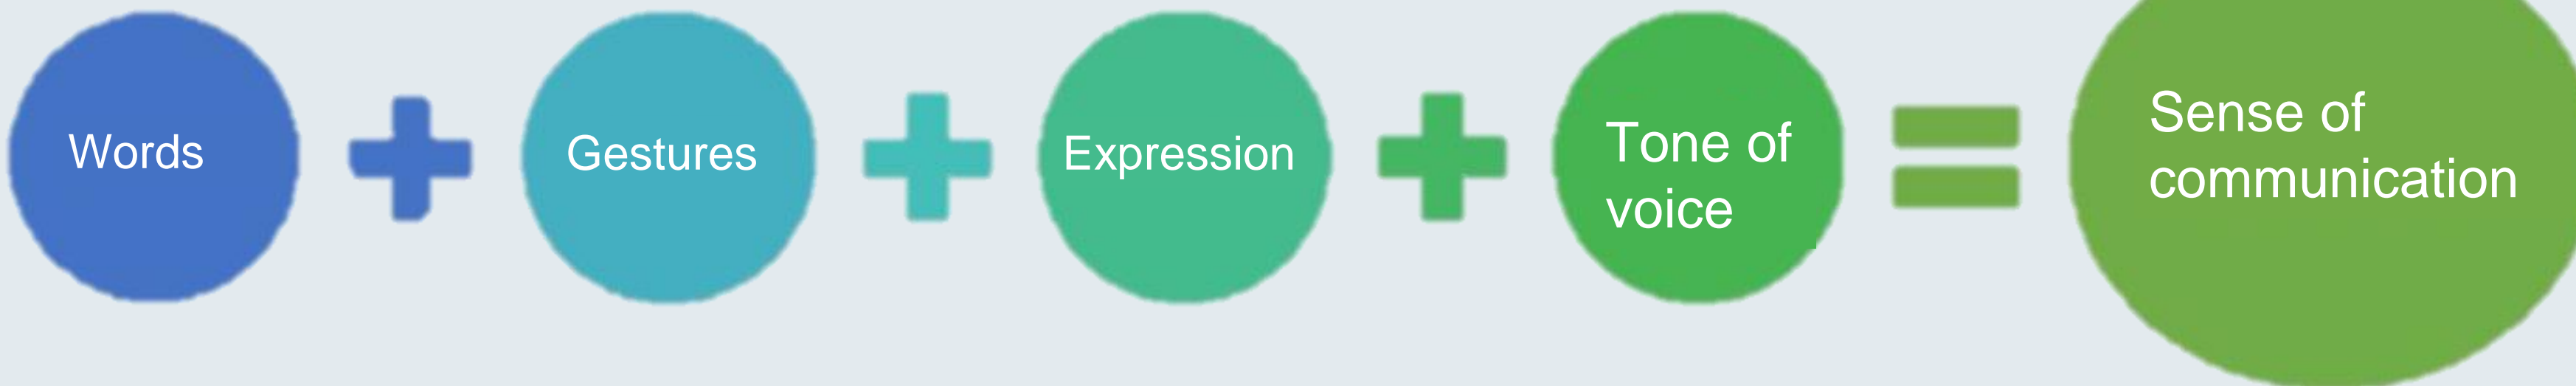 Words
Gestures
Expression
Tone of
voice
Sense of
communication